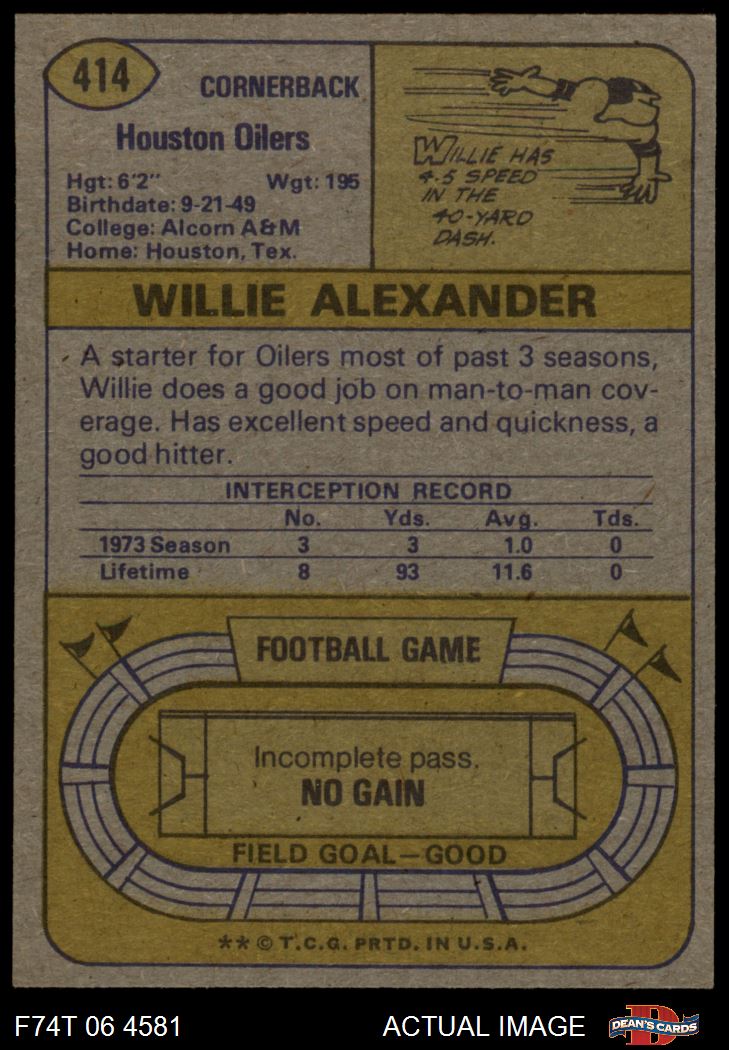 414
CORNERBACK
Houston Oilers
Hgt: 6'2" Wgt: 195
Birthdate: 9-21-49
College: Alcorn A&M
Home: Houston, Tex.
WILLIE HAS
4.5 SPEED
IN THE
40-YARD
DASH.
WILLIE ALEXANDER
A starter for Oilers most of past 3 seasons,
Willie does a good job on man-to-man cov-
erage. Has excellent speed and quickness, a
good hitter.
INTERCEPTION RECORD
No. Yds. Avg. Tds.
1973 Season 3 3 1.0 0
Lifetime 8 93 11.6 0
FOOTBALL GAME
Incomplete pass.
NO GAIN
FIELD GOAL—GOOD
** © T.C.G. PRTD. IN U.S.A.
F74T 06 4581 ACTUAL IMAGE
D
DEAN'S CARDS